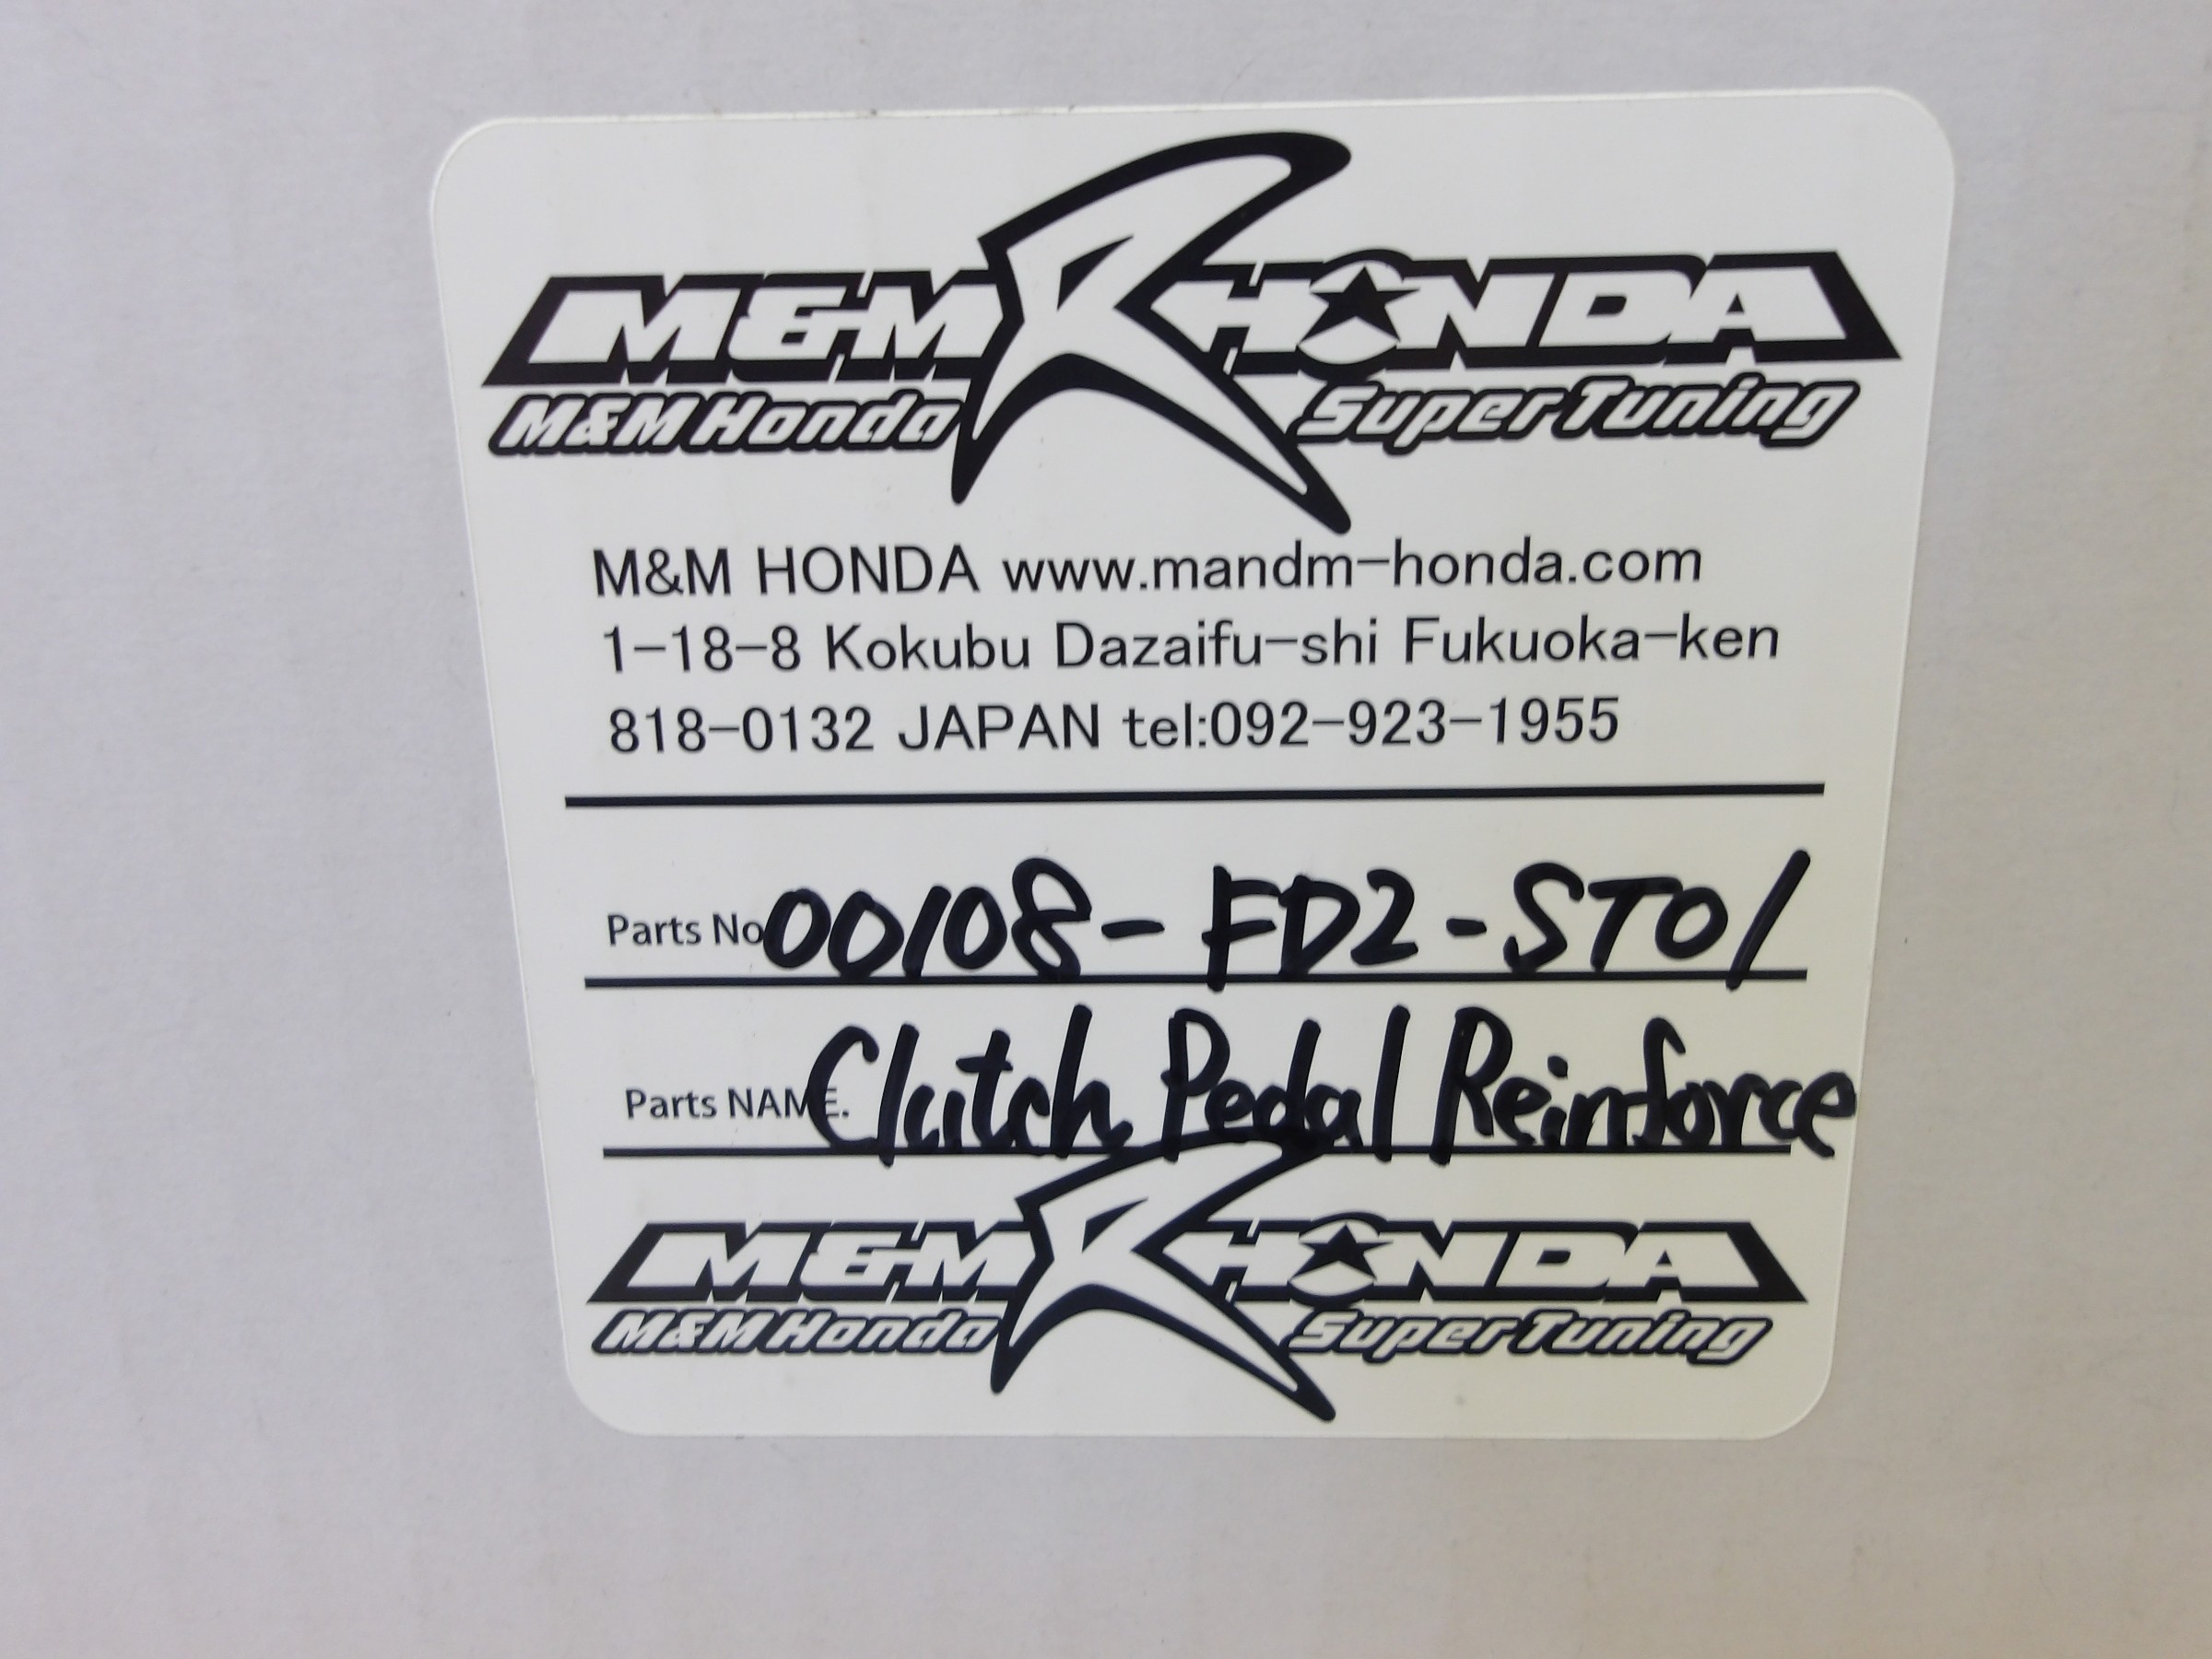 M&M R HONDA
M&M Honda Super Tuning
M&M HONDA www.mandm-honda.com
1-18-8 Kokubu Dazaifu-shi Fukuoka-ken
818-0132 JAPAN tel:092-923-1955
Parts No 00108-FD2-ST01
Parts NAME. Clutch Pedal Reinforce
M&M R HONDA
M&M Honda Super Tuning